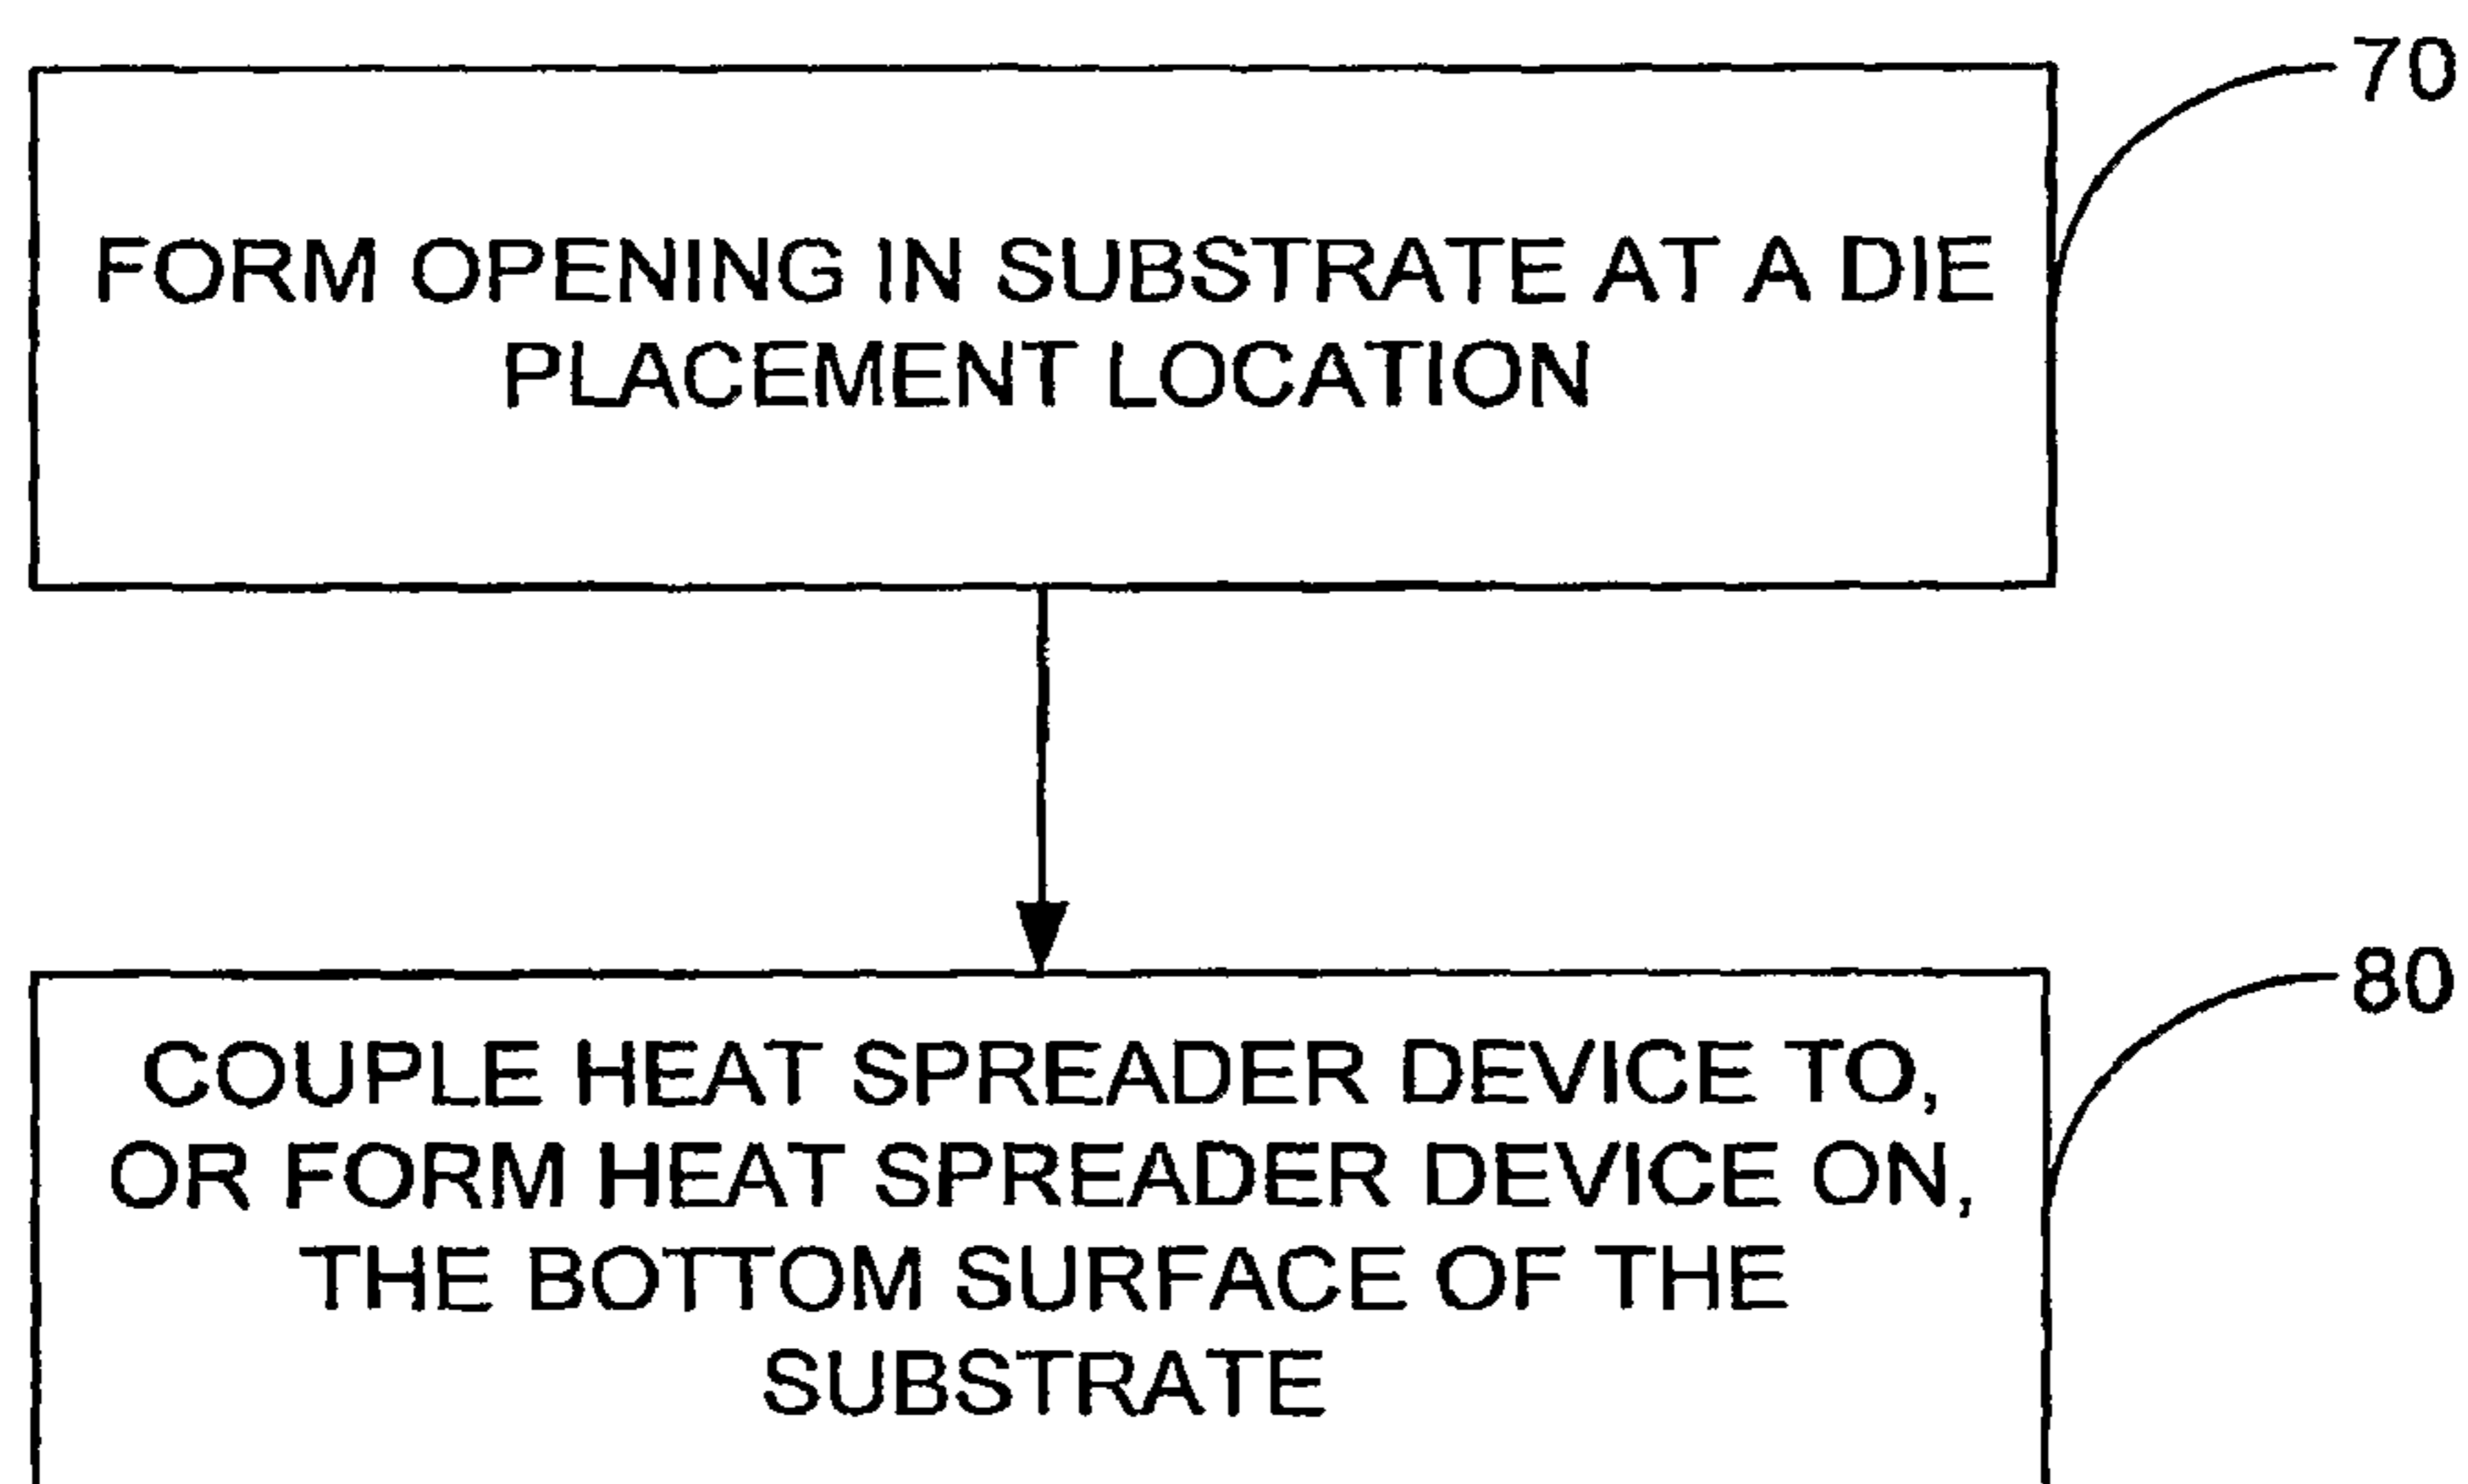 70
FORM OPENING IN SUBSTRATE AT A DIE
PLACEMENT LOCATION
80
COUPLE HEAT SPREADER DEVICE TO,
OR FORM HEAT SPREADER DEVICE ON,
THE BOTTOM SURFACE OF THE
SUBSTRATE